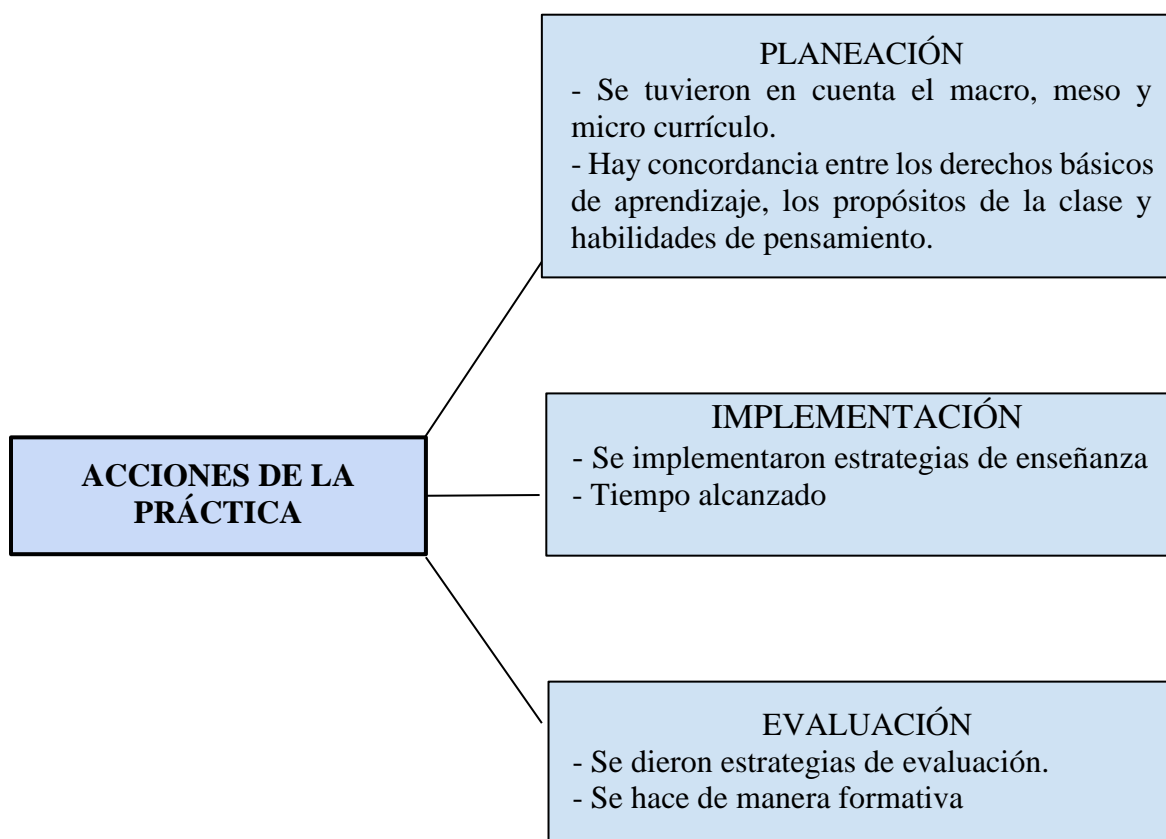 PLANEACIÓN
- Se tuvieron en cuenta el macro, meso y
micro currículo.
- Hay concordancia entre los derechos básicos
de aprendizaje, los propósitos de la clase y
habilidades de pensamiento.
IMPLEMENTACIÓN
- Se implementaron estrategias de enseñanza
- Tiempo alcanzado
ACCIONES DE LA
PRÁCTICA
EVALUACIÓN
- Se dieron estrategias de evaluación.
- Se hace de manera formativa